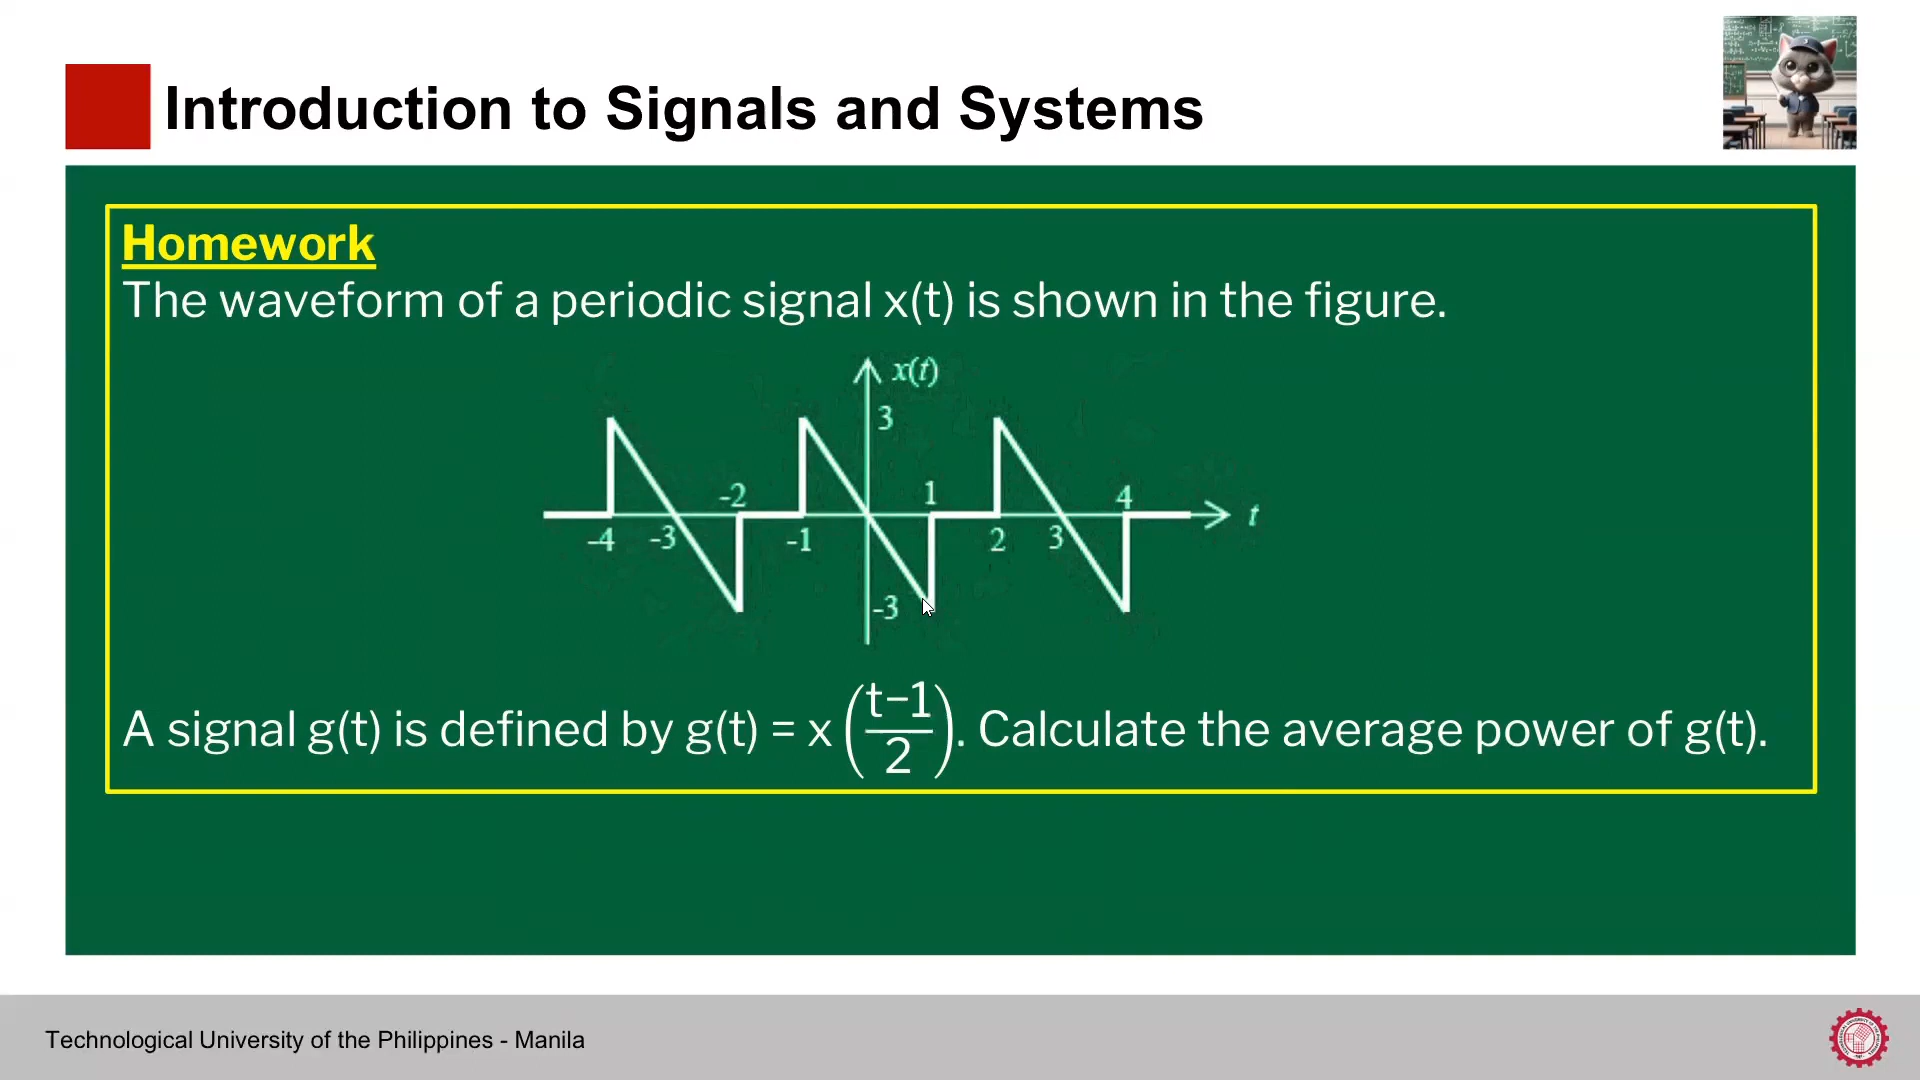 Introduction to Signals and Systems
Homework
The waveform of a periodic signal x(t) is shown in the figure.
x(t)
3
-2
1
4
t
-4
-3
-1
2
3
-3
A signal g(t) is defined by g(t) = x (t−1/2). Calculate the average power of g(t).
Technological University of the Philippines - Manila